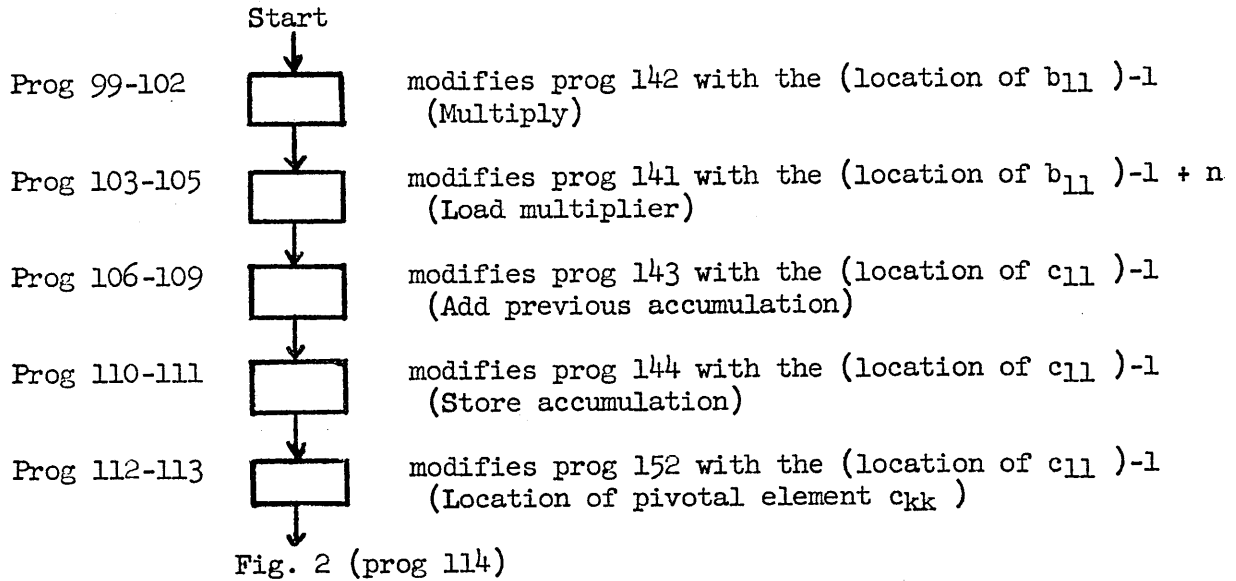 Start
Prog 99-102 modifies prog 142 with the (location of b11 )-1
(Multiply)
Prog 103-105 modifies prog 141 with the (location of b11 )-1 + n
(Load multiplier)
Prog 106-109 modifies prog 143 with the (location of c11 )-1
(Add previous accumulation)
Prog 110-111 modifies prog 144 with the (location of c11 )-1
(Store accumulation)
Prog 112-113 modifies prog 152 with the (location of c11 )-1
(Location of pivotal element ckk )
Fig. 2 (prog 114)